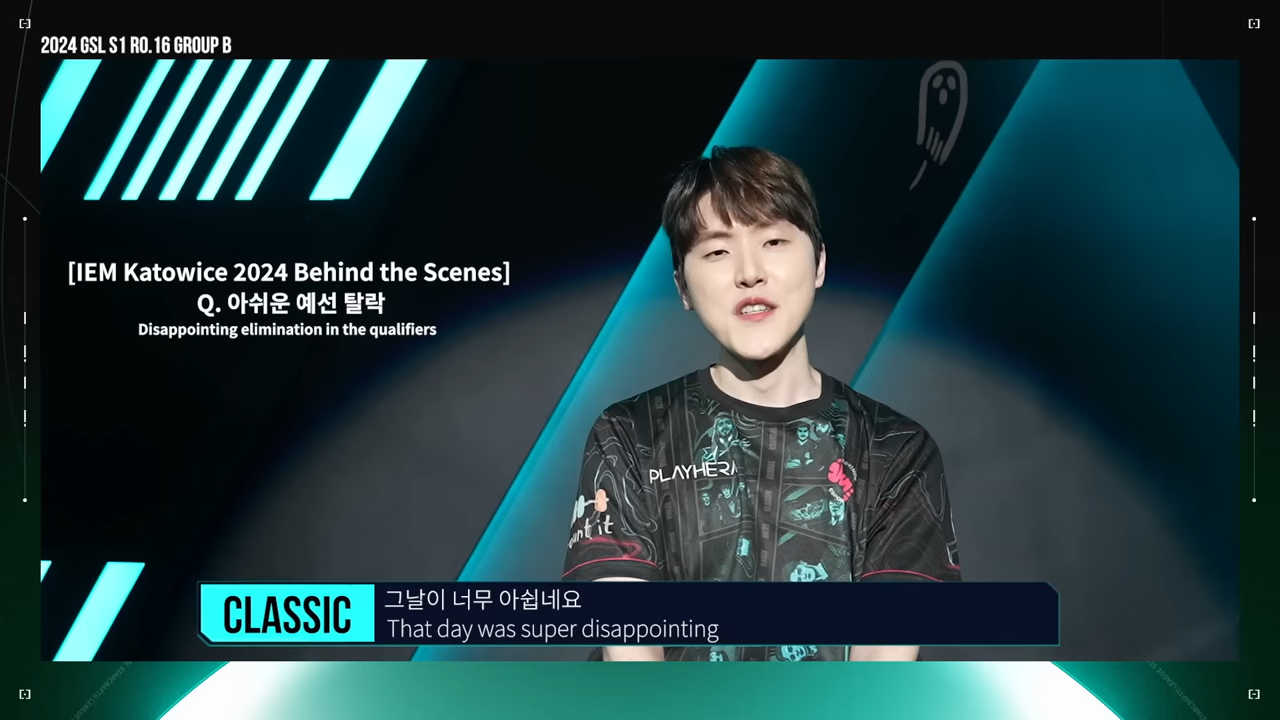 2024 GSL S1 RO.16 GROUP B
[IEM Katowice 2024 Behind the Scenes]
Q. 아쉬운 예선 탈락
Disappointing elimination in the qualifiers
PLAYHERA
CLASSIC
그날이 너무 아쉽네요
That day was super disappointing